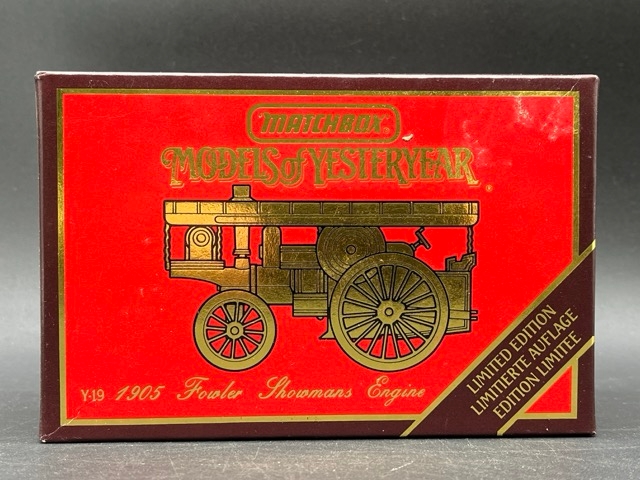 MATCHBOX
MODELS of YESTERYEAR
Y-19 1905 Fowler Showmans Engine
LIMITED EDITION
LIMITIERTE AUFLAGE
EDITION LIMITEE